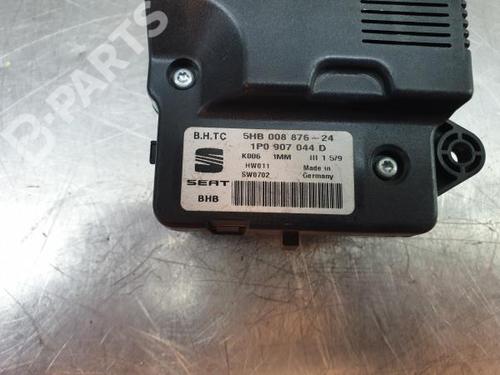 B-PARTS
B.H.TC 5HB 008 876-24
1P0 907 044 D
K006 1MM III 1 5/9
HW011 Made in
SW0702 Germany
SEAT
BHB